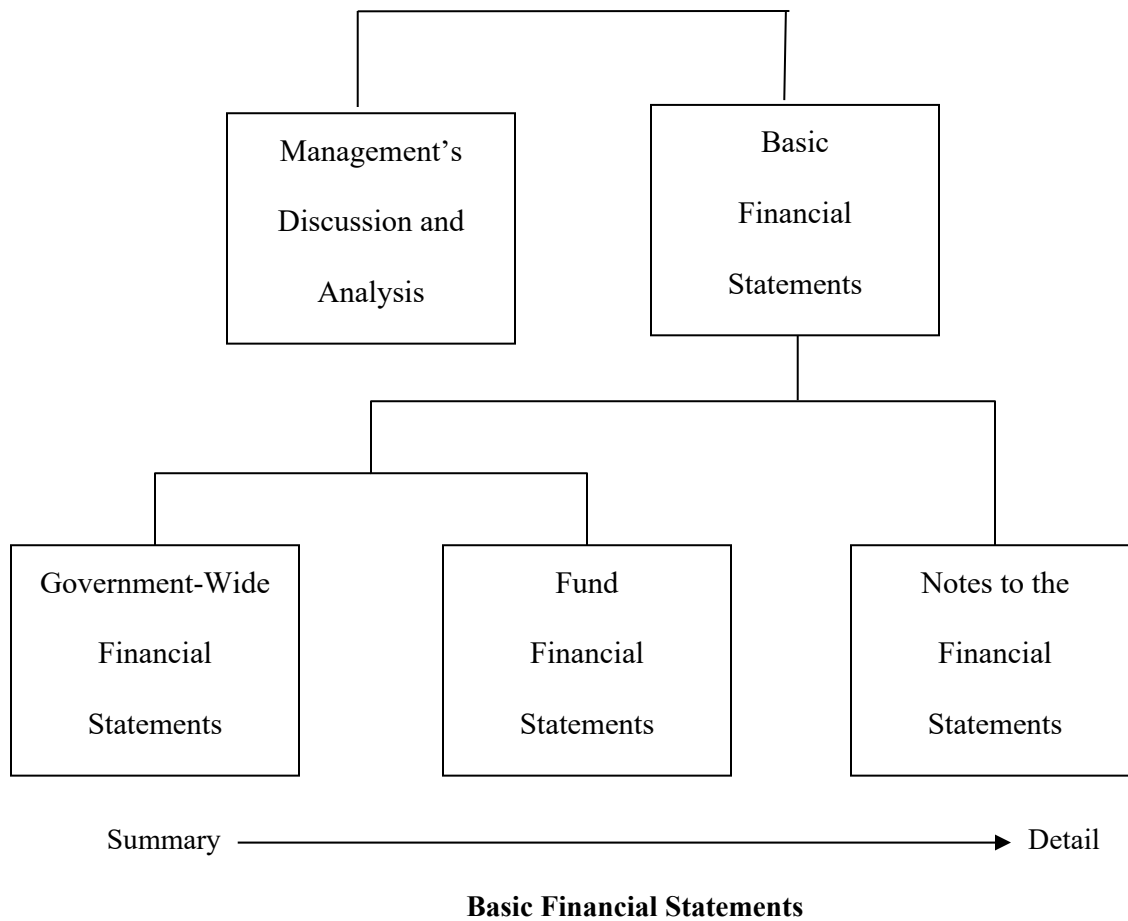 Management’s
Discussion and
Analysis
Basic
Financial
Statements
Government-Wide
Financial
Statements
Fund
Financial
Statements
Notes to the
Financial
Statements
Summary
Detail
Basic Financial Statements